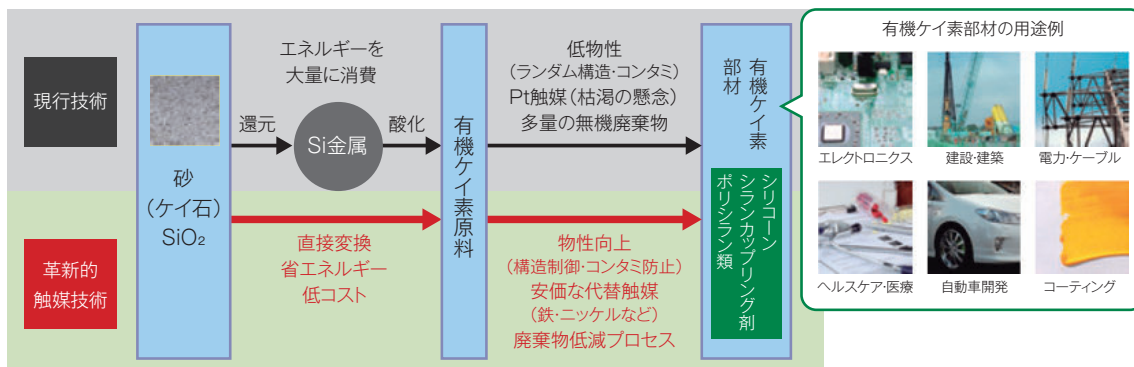 現行技術
革新的
触媒技術
砂
(ケイ石)
SiO₂
エネルギーを
大量に消費
還元
Si金属
酸化
直接変換
省エネルギー
低コスト
有機ケイ素原料
低物性
(ランダム構造・コンタミ)
Pt触媒(枯渇の懸念)
多量の無機廃棄物
物性向上
(構造制御・コンタミ防止)
安価な代替触媒
(鉄・ニッケルなど)
廃棄物低減プロセス
有機ケイ素
部材
シリコーン
シランカップリング剤
ポリシラン類
有機ケイ素部材の用途例
エレクトロニクス
建設・建築
電力・ケーブル
ヘルスケア・医療
自動車開発
コーティング